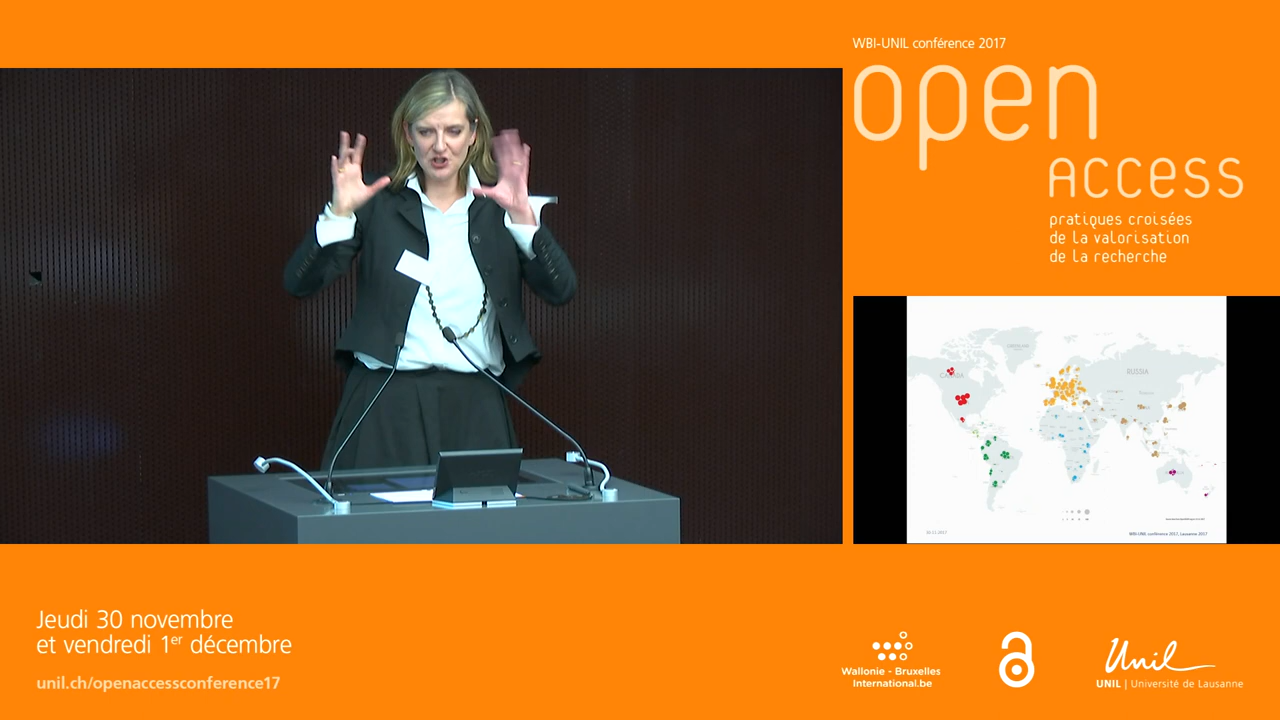 WBI-UNIL conférence 2017
open
access
pratiques croisées
de la valorisation
de la recherche
GREENLAND
CANADA
RUSSIA
WBI-UNIL conférence 2017, Lausanne 2017
Jeudi 30 novembre
et vendredi 1er décembre
unil.ch/openaccessconference17
Wallonie - Bruxelles
International.be
Unil
UNIL | Université de Lausanne